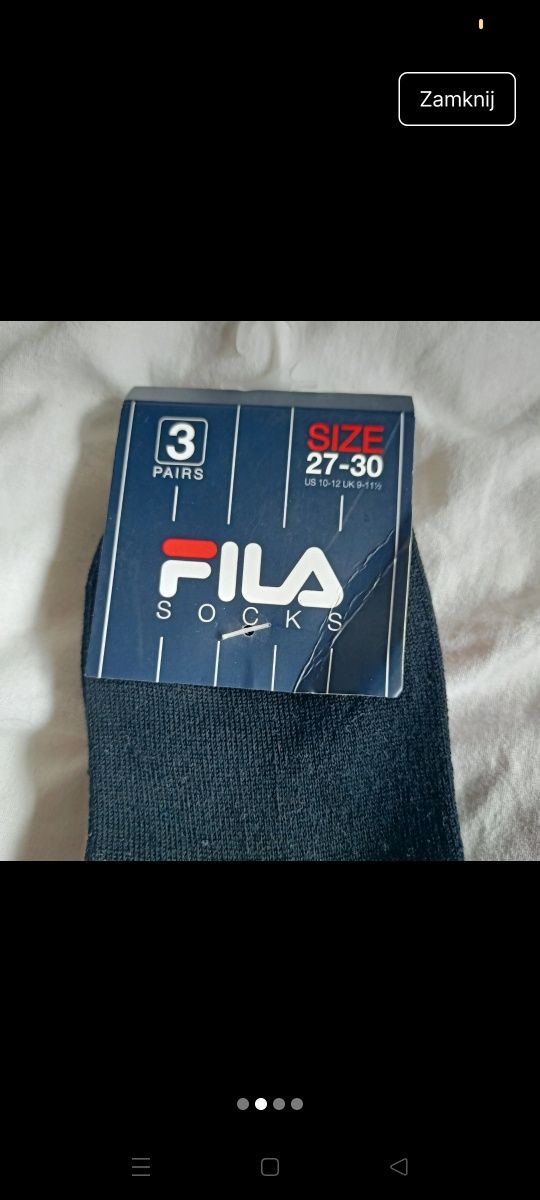 Zamknij
3
PAIRS
SIZE
27-30
US 10-12 UK 9-11½
FILA
SOCKS